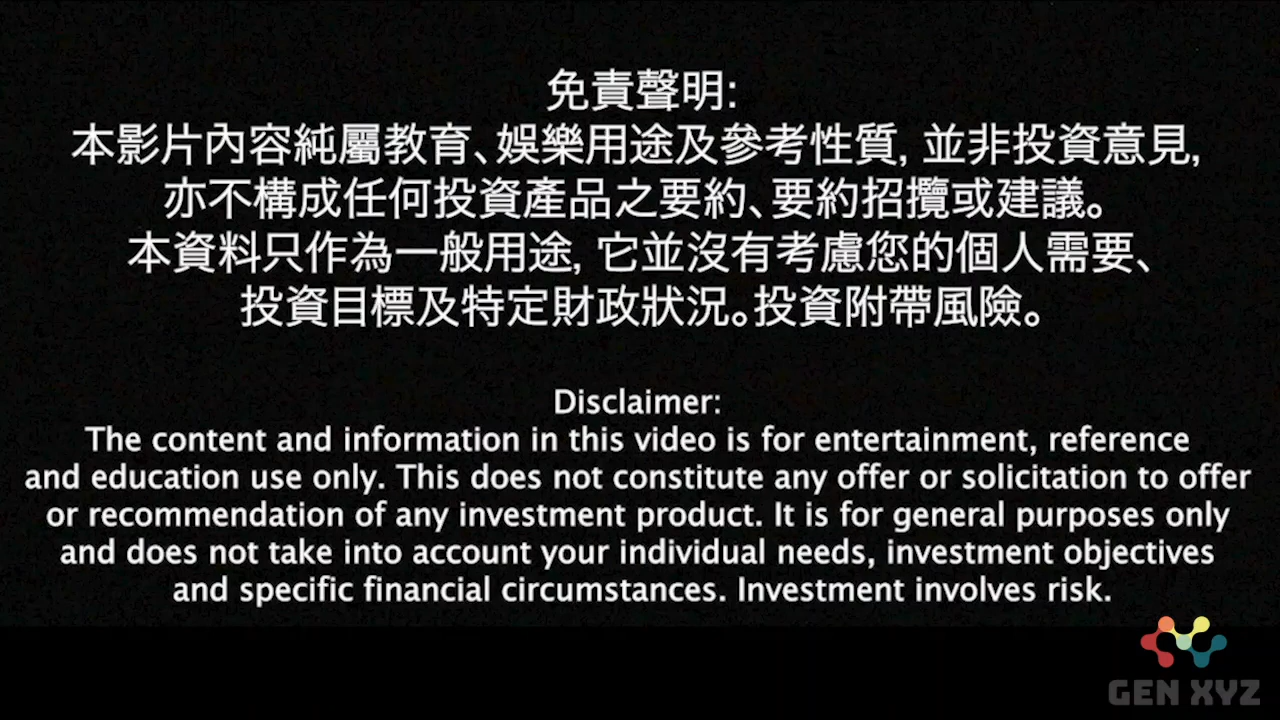 免責聲明:
本影片內容純屬教育、娛樂用途及參考性質, 並非投資意見,
亦不構成任何投資產品之要約、要約招攬或建議。
本資料只作為一般用途, 它並沒有考慮您的個人需要、
投資目標及特定財政狀況。投資附帶風險。
Disclaimer:
The content and information in this video is for entertainment, reference
and education use only. This does not constitute any offer or solicitation to offer
or recommendation of any investment product. It is for general purposes only
and does not take into account your individual needs, investment objectives
and specific financial circumstances. Investment involves risk.
GEN XYZ